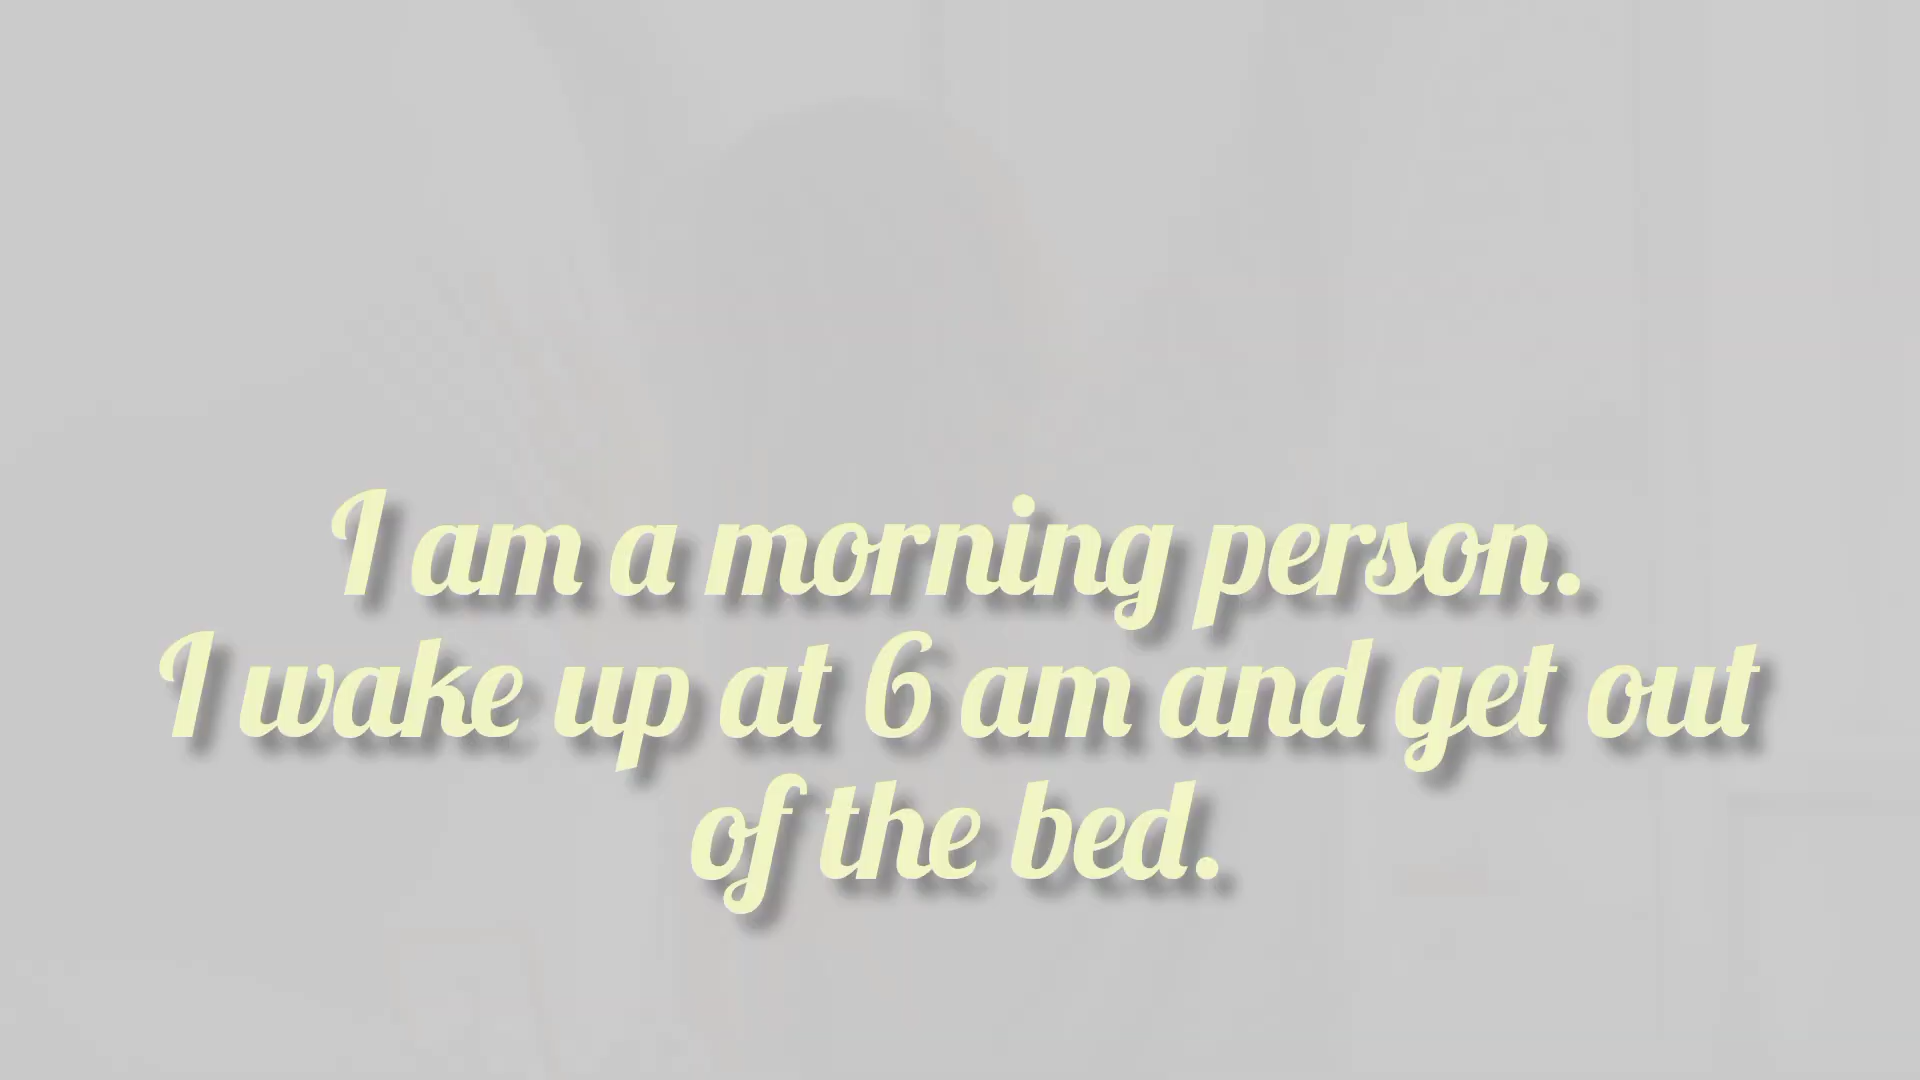 I am a morning person.
I wake up at 6 am and get out
of the bed.